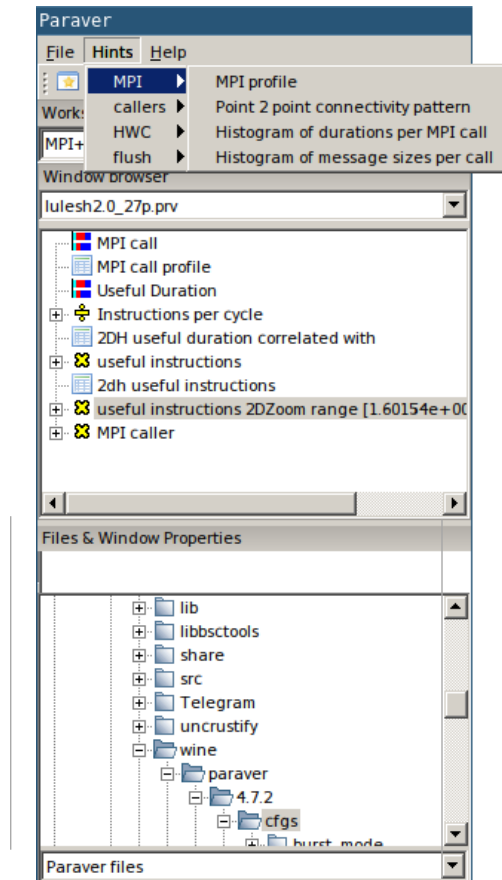 Paraver
File Hints Help
MPI MPI profile
callers Point 2 point connectivity pattern
HWC Histogram of durations per MPI call
flush Histogram of message sizes per call
Works
MPI+
Window browser
lulesh2.0_27p.prv
MPI call
MPI call profile
Useful Duration
Instructions per cycle
2DH useful duration correlated with
useful instructions
2dh useful instructions
useful instructions 2DZoom range [1.60154e+00
MPI caller
Files & Window Properties
lib
libbsctools
share
src
Telegram
uncrustify
wine
paraver
4.7.2
cfgs
burst_mode
Paraver files